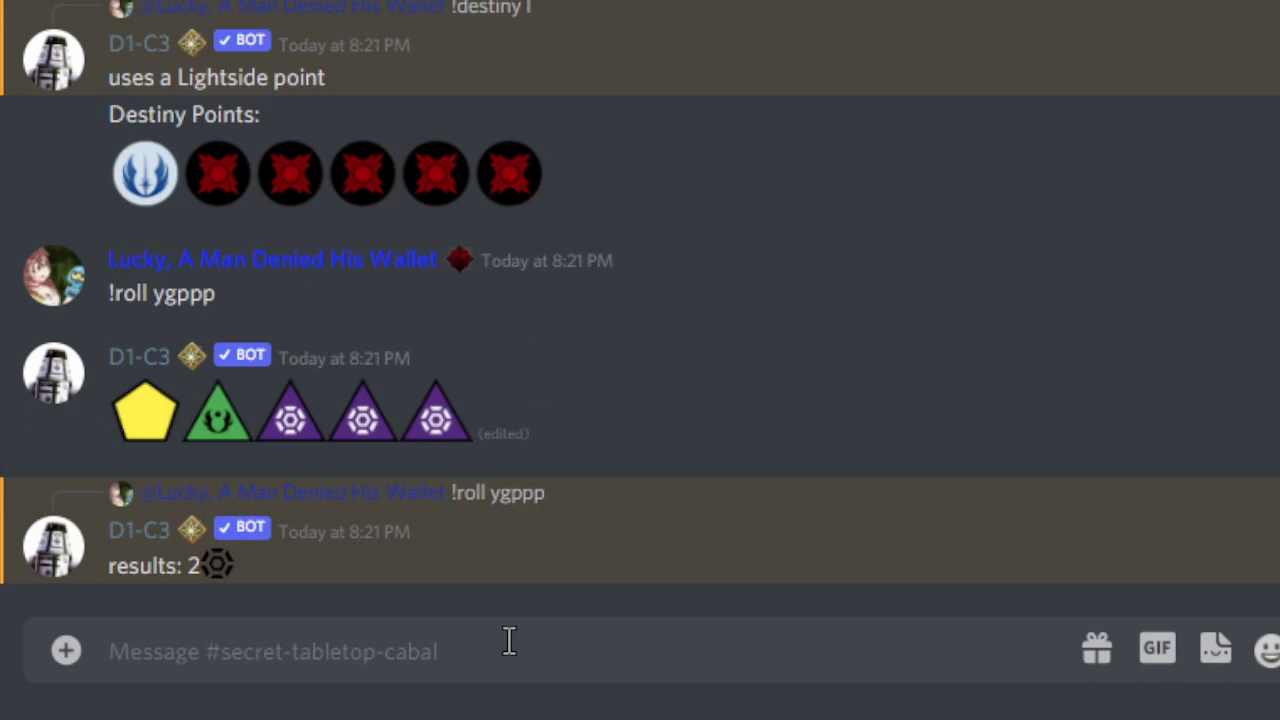 @Lucky, A Man Denied His Wallet !destiny l
D1-C3 ✓ BOT Today at 8:21 PM
uses a Lightside point
Destiny Points:
Lucky, A Man Denied His Wallet Today at 8:21 PM
!roll ygppp
D1-C3 ✓ BOT Today at 8:21 PM
(edited)
@Lucky, A Man Denied His Wallet !roll ygppp
D1-C3 ✓ BOT Today at 8:21 PM
results: 2
Message #secret-tabletop-cabal
GIF